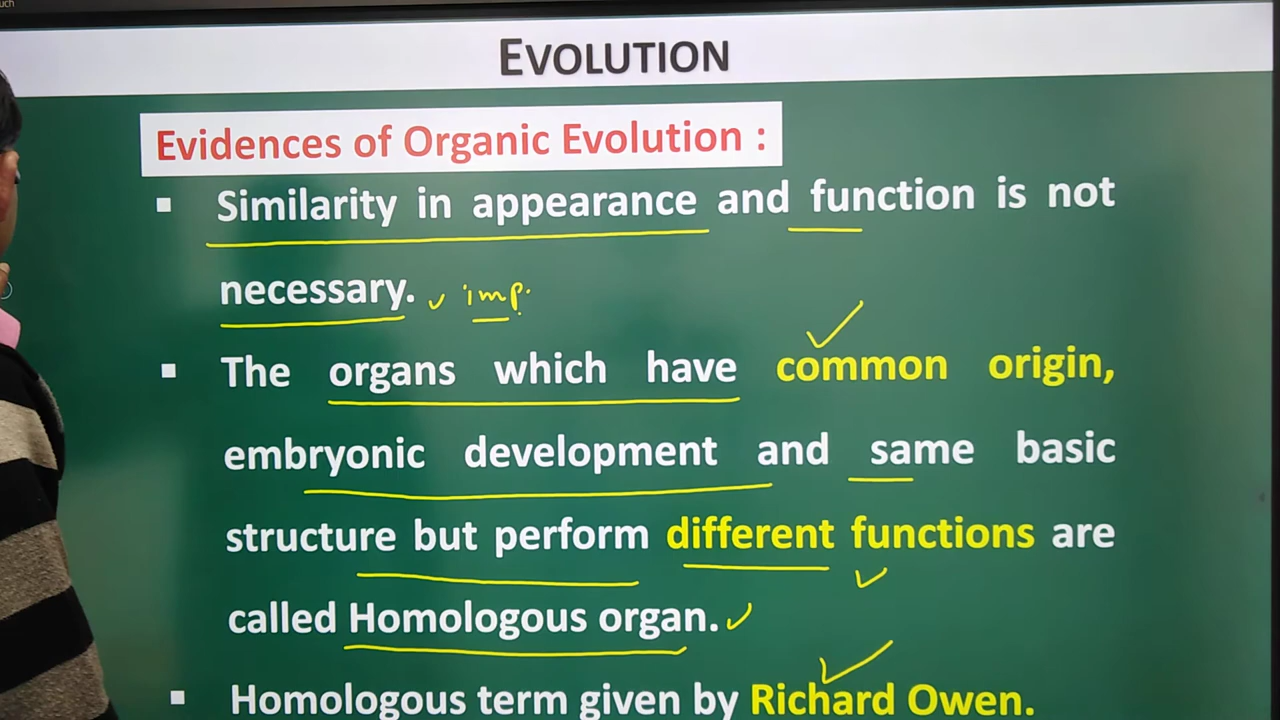 uch
EVOLUTION
Evidences of Organic Evolution :
▪ Similarity in appearance and function is not
necessary. ✓ imp.
▪ The organs which have common origin,
embryonic development and same basic
structure but perform different functions are
called Homologous organ.
▪ Homologous term given by Richard Owen.